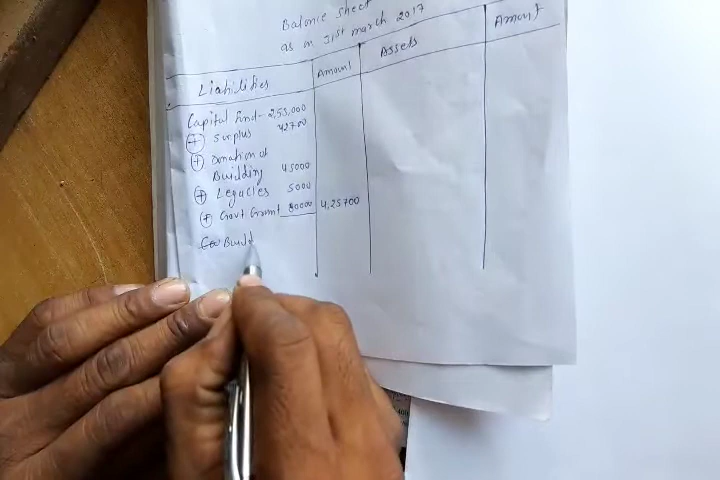 Balance Sheet
as on 31st march 2017
Liabilities Amount Assets Amount
Capital fund - 2,53,000
(+) Surplus 42700
(+) Donation of
Building 45000
(+) Legacies 5000
(+) Govt Grant 80000 4,25700
Build